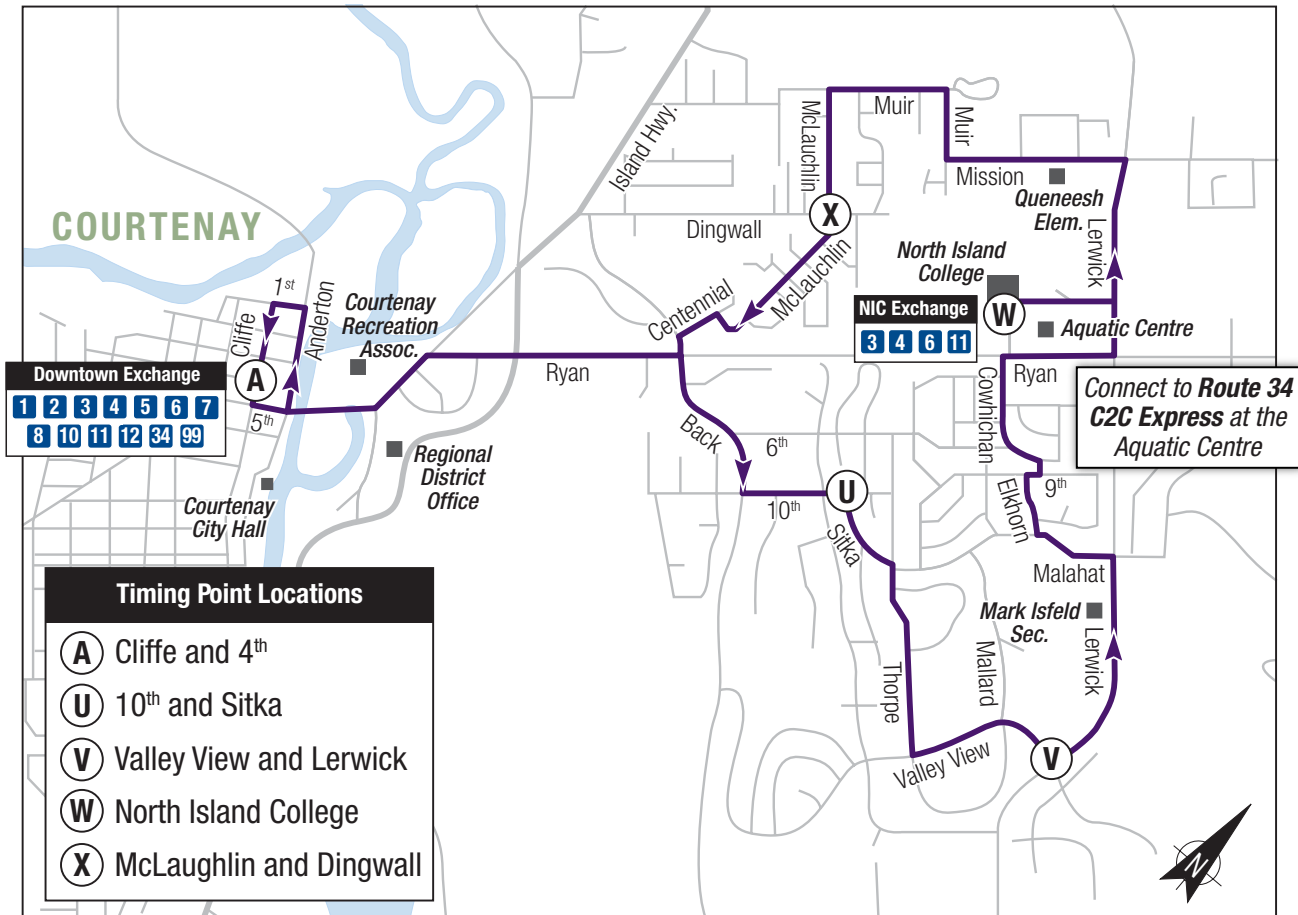 COURTENAY
Island Hwy.
McLauchlin
Muir
Muir
Mission
Queneesh
Elem.
Dingwall
X
McLauchlin
North Island
College
Lerwick
1st
Cliffe
Anderton
Courtenay
Recreation
Assoc.
Centennial
NIC Exchange
3 4 6 11
W
Aquatic Centre
Downtown Exchange
1 2 3 4 5 6 7
8 10 11 12 34 99
A
5th
Ryan
Ryan
Cowhichan
Connect to Route 34
C2C Express at the
Aquatic Centre
Back
6th
Regional
District
Office
Courtenay
City Hall
10th
U
Sitka
9th
Elkhorn
Malahat
Mark Isfeld
Sec.
Lerwick
Mallard
Thorpe
Valley View
V
Timing Point Locations
A Cliffe and 4th
U 10th and Sitka
V Valley View and Lerwick
W North Island College
X McLaughlin and Dingwall
N